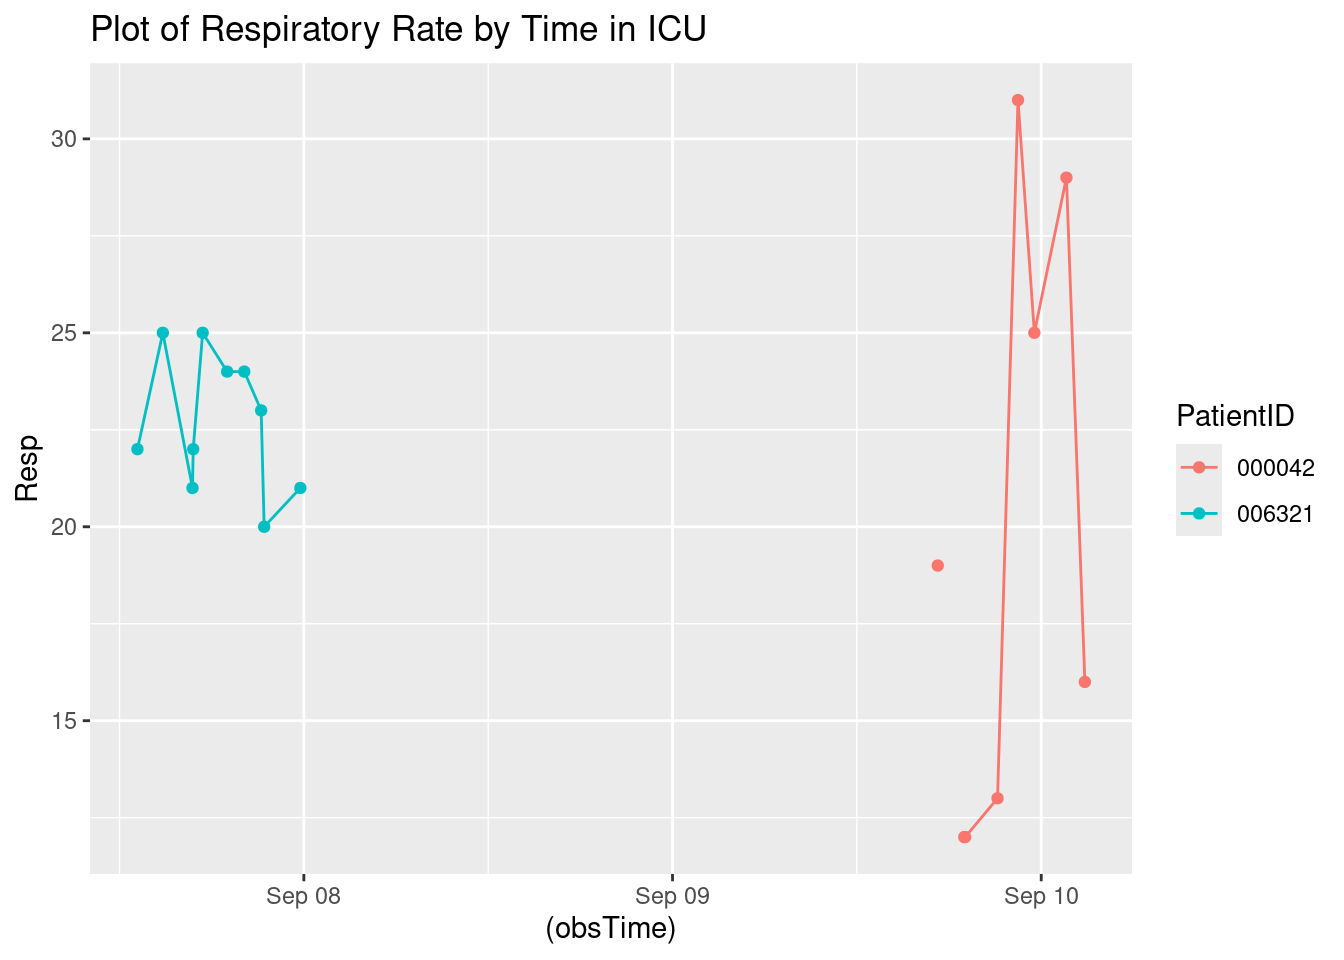 Plot of Respiratory Rate by Time in ICU
30
25
20
15
Resp
Sep 08
Sep 09
Sep 10
(obsTime)
PatientID
000042
006321